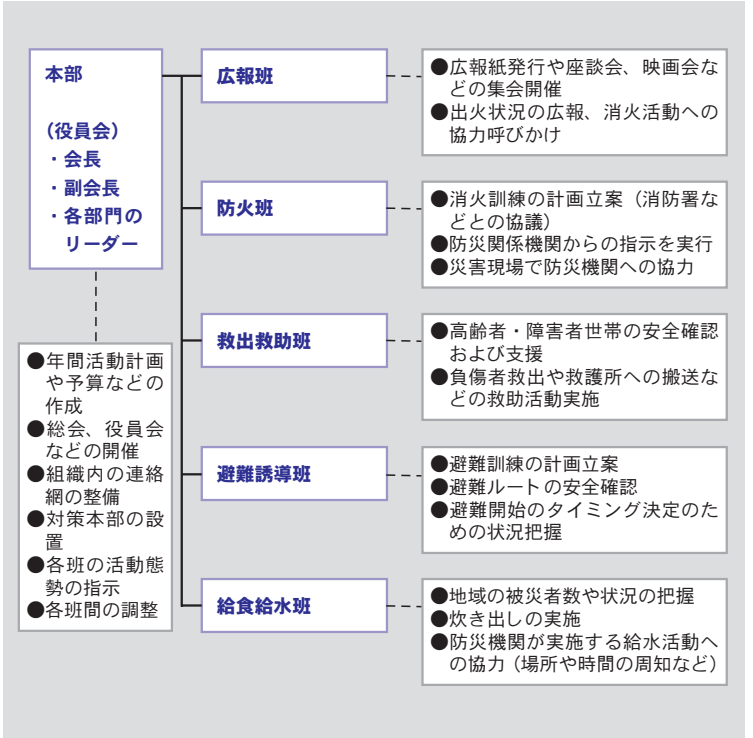 本部
(役員会)
・会長
・副会長
・各部門の
リーダー
●年間活動計画
や予算などの
作成
●総会、役員会
などの開催
●組織内の連絡
網の整備
●対策本部の設
置
●各班の活動態
勢の指示
●各班間の調整
広報班
●広報紙発行や座談会、映画会な
どの集会開催
●出火状況の広報、消火活動への
協力呼びかけ
防火班
●消火訓練の計画立案（消防署な
どとの協議）
●防災関係機関からの指示を実行
●災害現場で防災機関への協力
救出救助班
●高齢者・障害者世帯の安全確認
および支援
●負傷者救出や救護所への搬送な
どの救助活動実施
避難誘導班
●避難訓練の計画立案
●避難ルートの安全確認
●避難開始のタイミング決定のた
めの状況把握
給食給水班
●地域の被災者数や状況の把握
●炊き出しの実施
●防災機関が実施する給水活動へ
の協力（場所や時間の周知など）